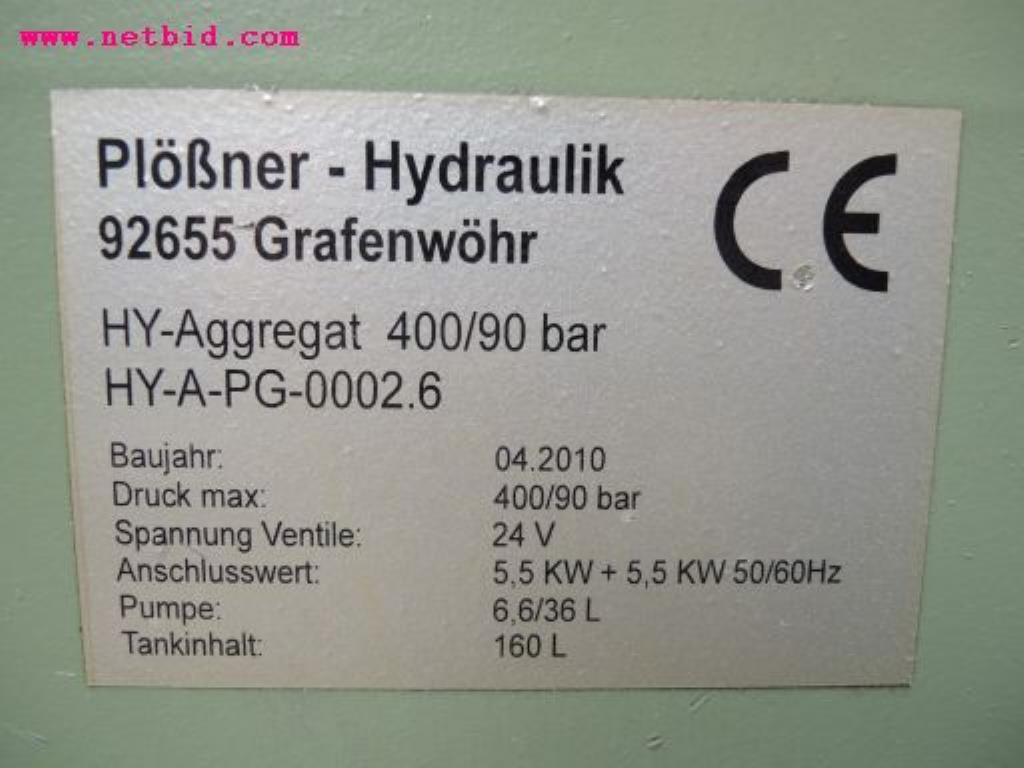 www.netbid.com
Plößner - Hydraulik
92655 Grafenwöhr
CE
HY-Aggregat 400/90 bar
HY-A-PG-0002.6
Baujahr: 04.2010
Druck max: 400/90 bar
Spannung Ventile: 24 V
Anschlusswert: 5,5 KW + 5,5 KW 50/60Hz
Pumpe: 6,6/36 L
Tankinhalt: 160 L